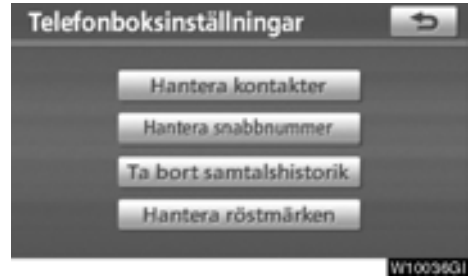 Telefonboksinställningar
Hantera kontakter
Hantera snabbnummer
Ta bort samtalshistorik
Hantera röstmärken
W10036GI